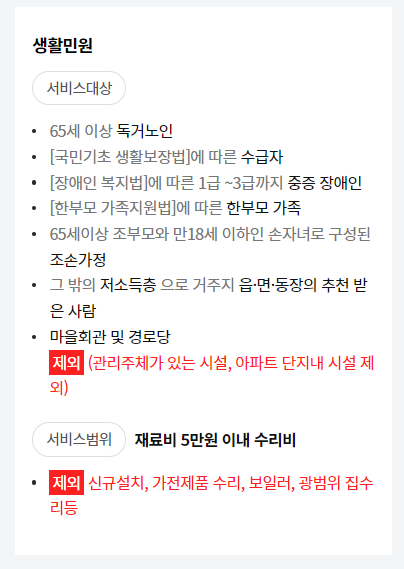 생활민원
서비스대상
65세 이상 독거노인
[국민기초 생활보장법]에 따른 수급자
[장애인 복지법]에 따른 1급 ~3급까지 중증 장애인
[한부모 가족지원법]에 따른 한부모 가족
65세이상 조부모와 만18세 이하인 손자녀로 구성된
조손가정
그 밖의 저소득층 으로 거주지 읍·면·동장의 추천 받
은 사람
마을회관 및 경로당
제외 (관리주체가 있는 시설, 아파트 단지내 시설 제
외)
서비스범위 재료비 5만원 이내 수리비
제외 신규설치, 가전제품 수리, 보일러, 광범위 집수
리등